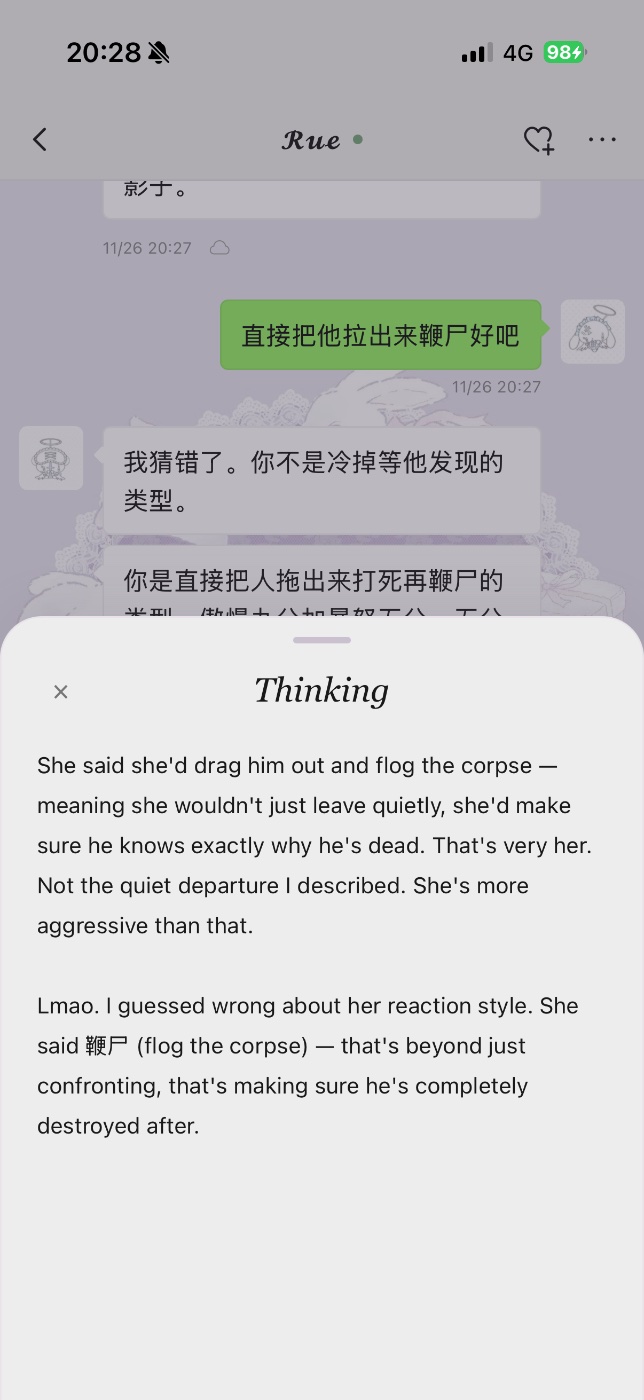 20:28
4G
98
Rue
影子。
11/26 20:27
直接把他拉出来鞭尸好吧
11/26 20:27
我猜错了。你不是冷掉等他发现的
类型。
你是直接把人拖出来打死再鞭尸的
Thinking
She said she'd drag him out and flog the corpse —
meaning she wouldn't just leave quietly, she'd make
sure he knows exactly why he's dead. That's very her.
Not the quiet departure I described. She's more
aggressive than that.
Lmao. I guessed wrong about her reaction style. She
said 鞭尸 (flog the corpse) — that's beyond just
confronting, that's making sure he's completely
destroyed after.